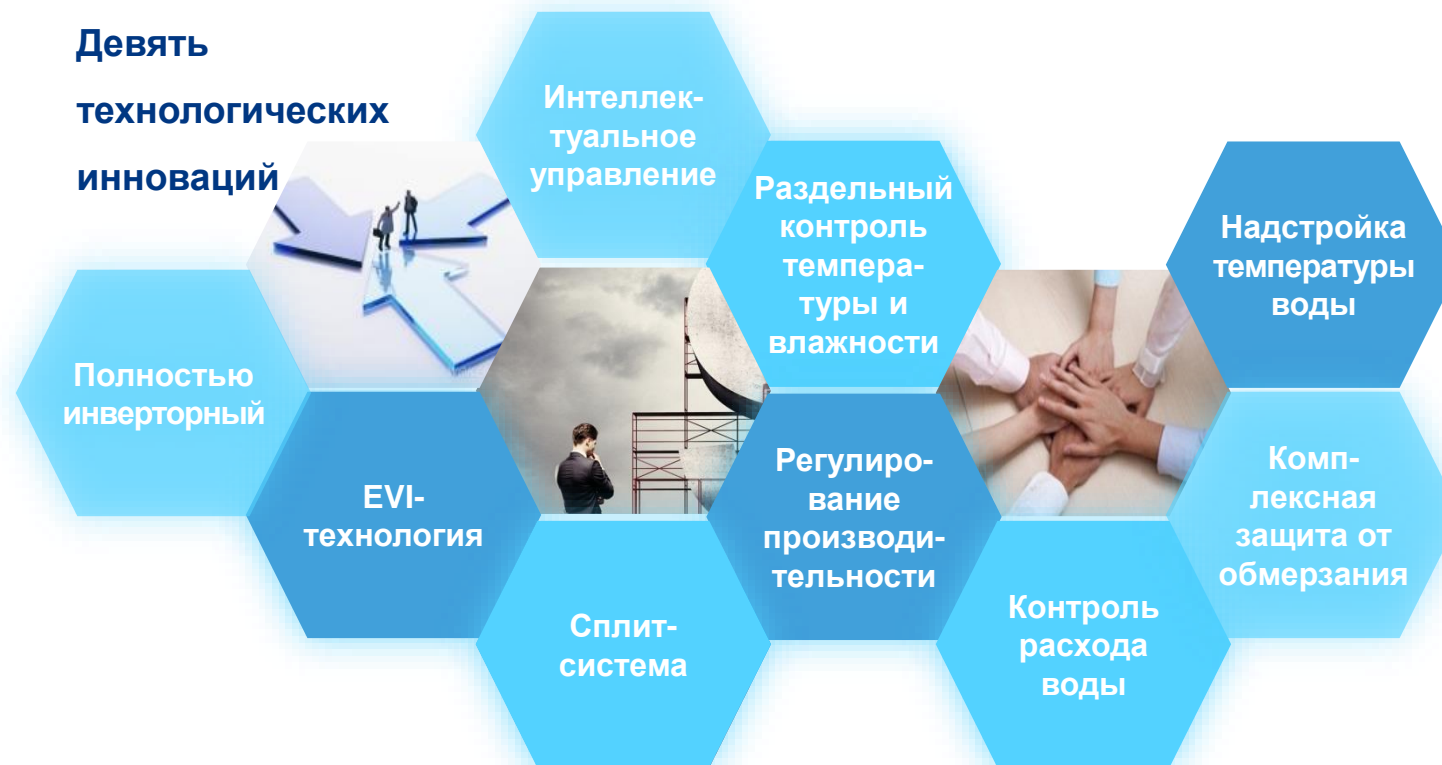 Девять
технологических
инноваций
Интеллек-
туальное
управление
Раздельный
контроль
темпера-
туры и
влажности
Надстройка
температуры
воды
Полностью
инверторный
EVI-
технология
Регулиро-
вание
производи-
тельности
Комп-
лексная
защита от
обмерзания
Сплит-
система
Контроль
расхода
воды